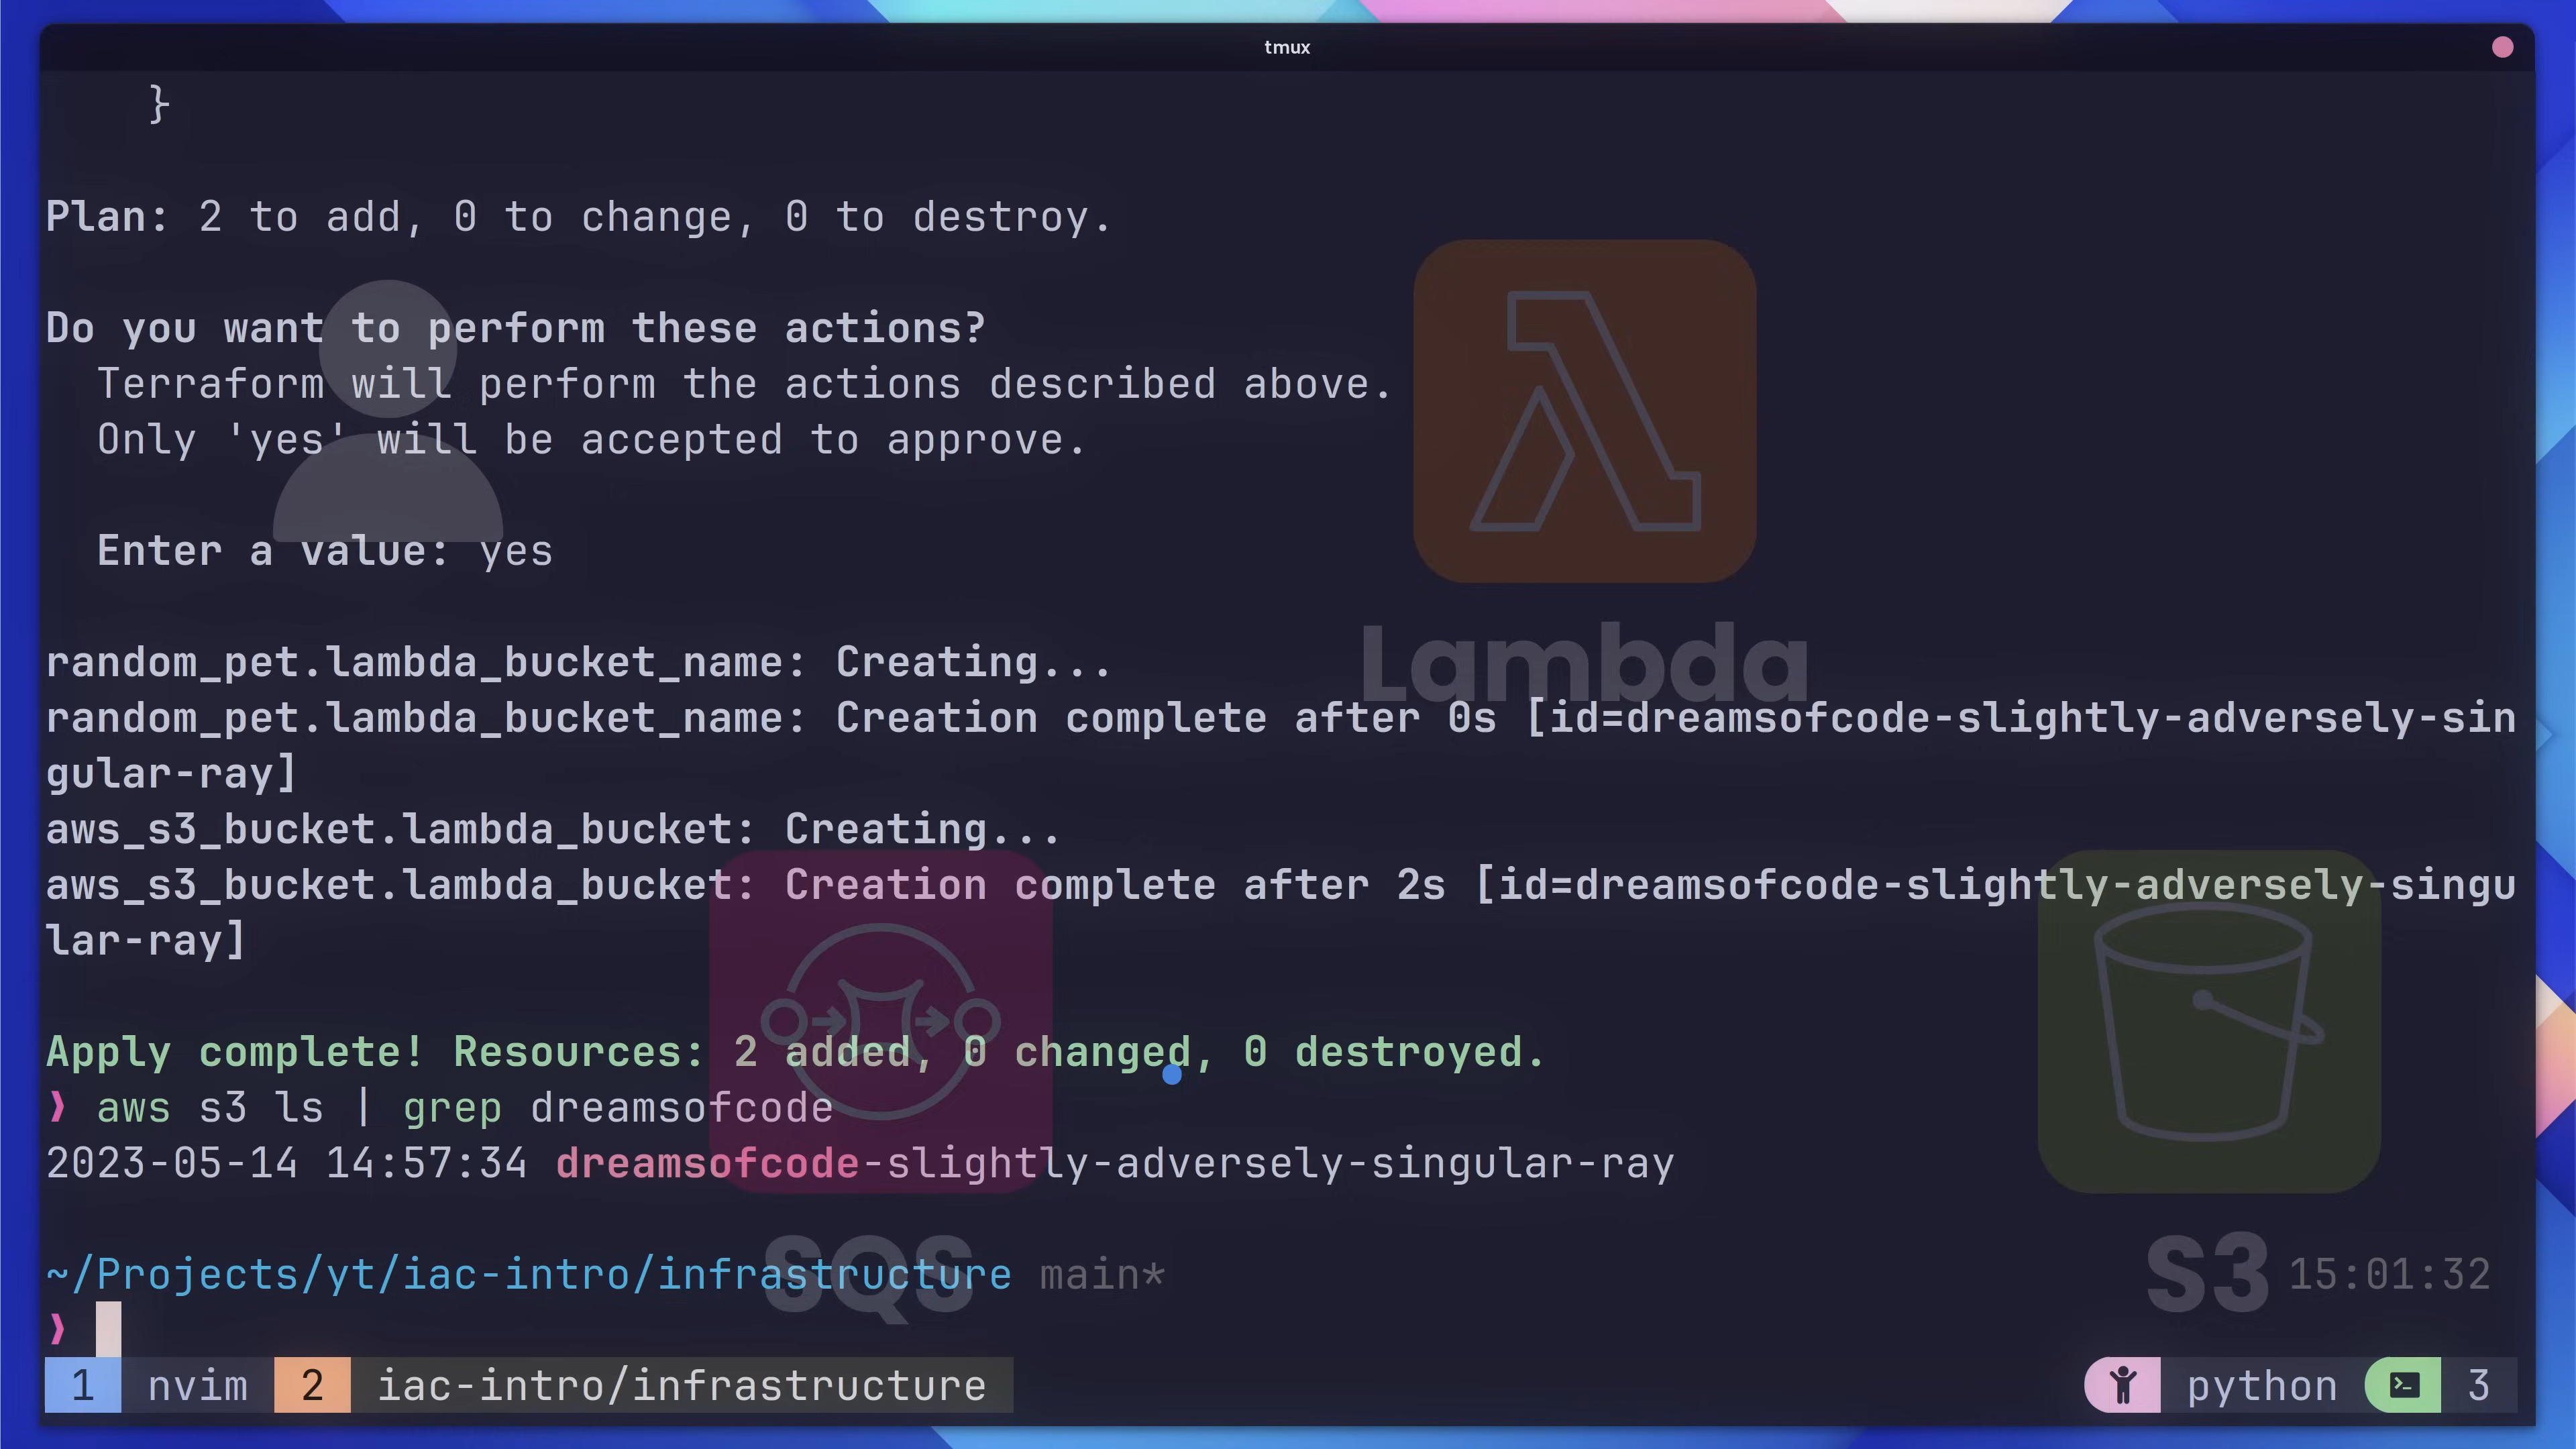 tmux
}
Plan: 2 to add, 0 to change, 0 to destroy.
Do you want to perform these actions?
Terraform will perform the actions described above.
Only 'yes' will be accepted to approve.
Enter a value: yes
random_pet.lambda_bucket_name: Creating...
Lambda
random_pet.lambda_bucket_name: Creation complete after 0s [id=dreamsofcode-slightly-adversely-sin
gular-ray]
aws_s3_bucket.lambda_bucket: Creating...
aws_s3_bucket.lambda_bucket: Creation complete after 2s [id=dreamsofcode-slightly-adversely-singu
lar-ray]
Apply complete! Resources: 2 added, 0 changed, 0 destroyed.
❱ aws s3 ls | grep dreamsofcode
2023-05-14 14:57:34 dreamsofcode-slightly-adversely-singular-ray
~/Projects/yt/iac-intro/infrastructure main* 15:01:32
SQS
S3
❱
1 nvim 2 iac-intro/infrastructure python 3